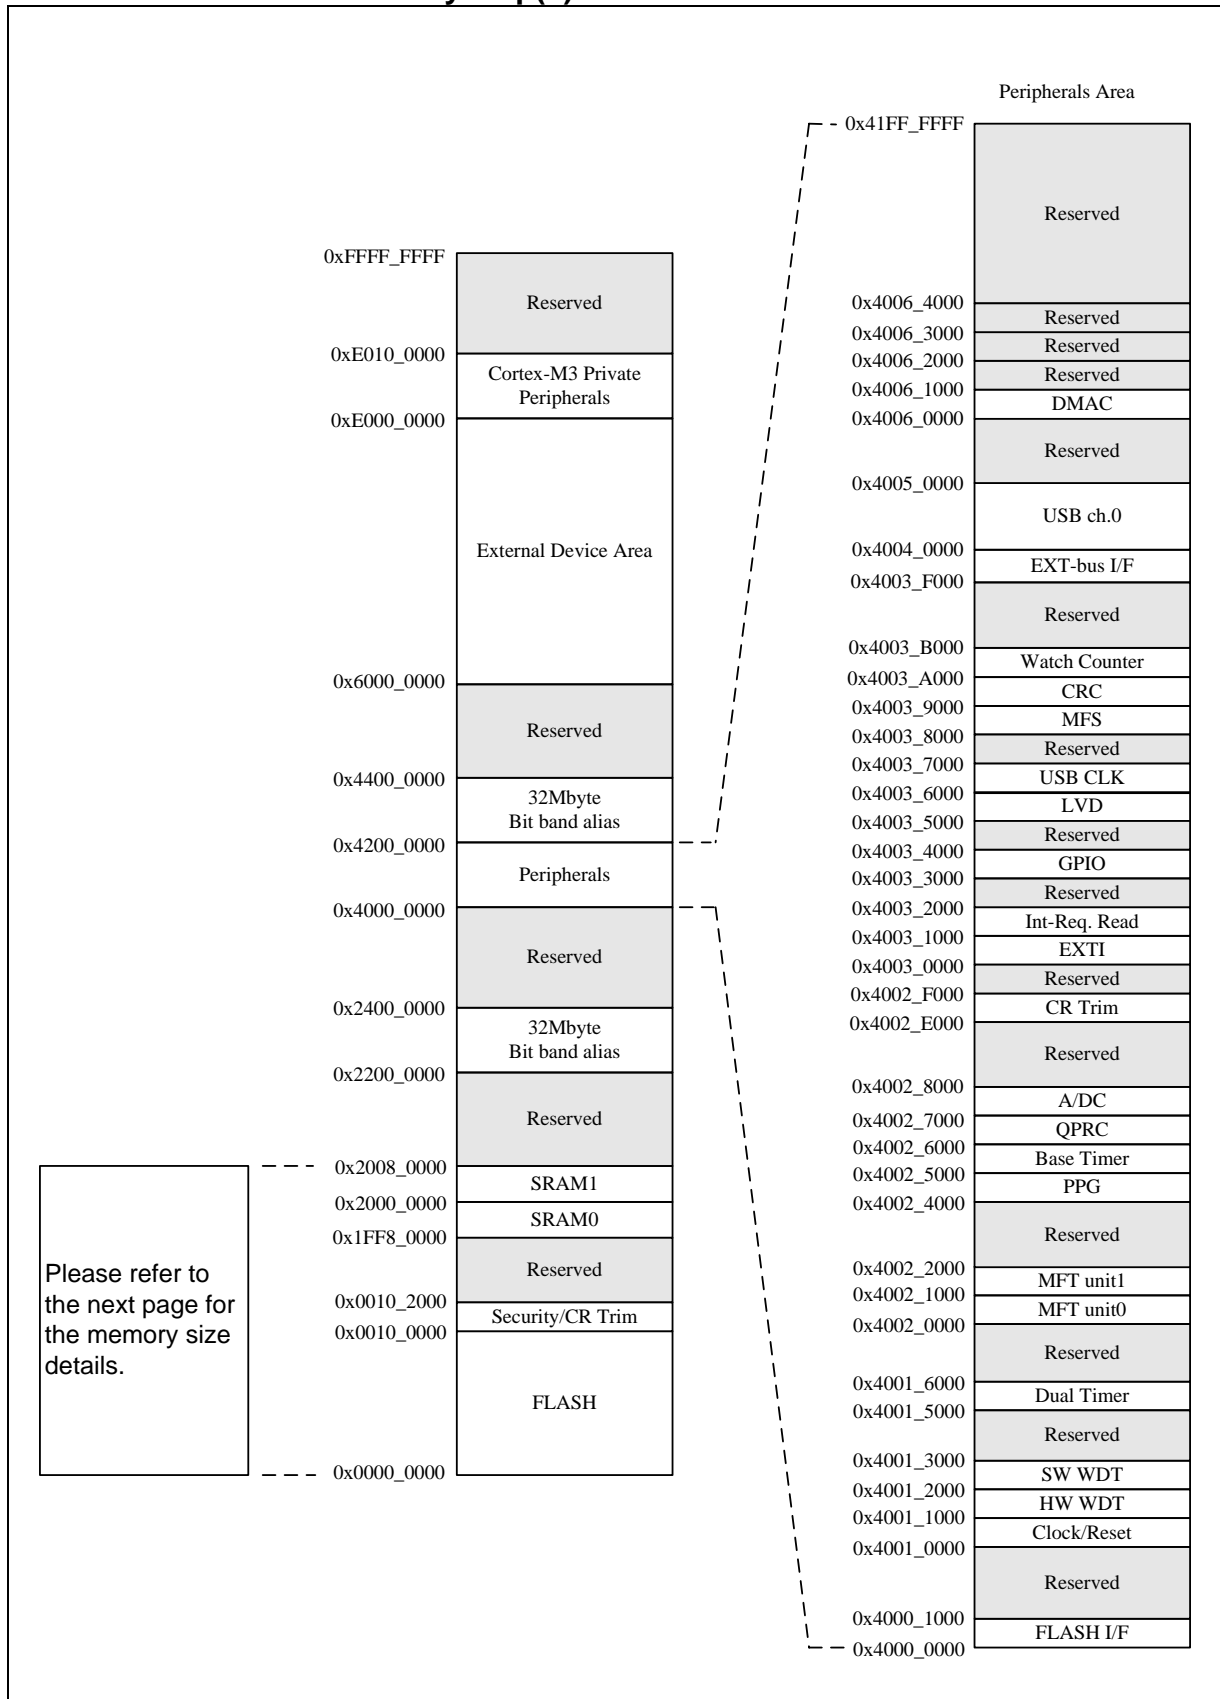 Peripherals Area
0x41FF_FFFF
Reserved
0x4006_4000
Reserved
0x4006_3000
Reserved
0x4006_2000
Reserved
0x4006_1000
DMAC
0x4006_0000
Reserved
0x4005_0000
USB ch.0
0x4004_0000
EXT-bus I/F
0x4003_F000
Reserved
0x4003_B000
Watch Counter
0x4003_A000
CRC
0x4003_9000
MFS
0x4003_8000
Reserved
0x4003_7000
USB CLK
0x4003_6000
LVD
0x4003_5000
Reserved
0x4003_4000
GPIO
0x4003_3000
Reserved
0x4003_2000
Int-Req. Read
0x4003_1000
EXTI
0x4003_0000
Reserved
0x4002_F000
CR Trim
0x4002_E000
Reserved
0x4002_8000
A/DC
0x4002_7000
QPRC
0x4002_6000
Base Timer
0x4002_5000
PPG
0x4002_4000
Reserved
0x4002_2000
MFT unit1
0x4002_1000
MFT unit0
0x4002_0000
Reserved
0x4001_6000
Dual Timer
0x4001_5000
Reserved
0x4001_3000
SW WDT
0x4001_2000
HW WDT
0x4001_1000
Clock/Reset
0x4001_0000
Reserved
0x4000_1000
FLASH I/F
0x4000_0000
0xFFFF_FFFF
Reserved
0xE010_0000
Cortex-M3 Private
Peripherals
0xE000_0000
External Device Area
0x6000_0000
Reserved
0x4400_0000
32Mbyte
Bit band alias
0x4200_0000
Peripherals
0x4000_0000
Reserved
0x2400_0000
32Mbyte
Bit band alias
0x2200_0000
Reserved
0x2008_0000
SRAM1
0x2000_0000
SRAM0
0x1FF8_0000
Reserved
0x0010_2000
Security/CR Trim
0x0010_0000
FLASH
0x0000_0000
Please refer to
the next page for
the memory size
details.